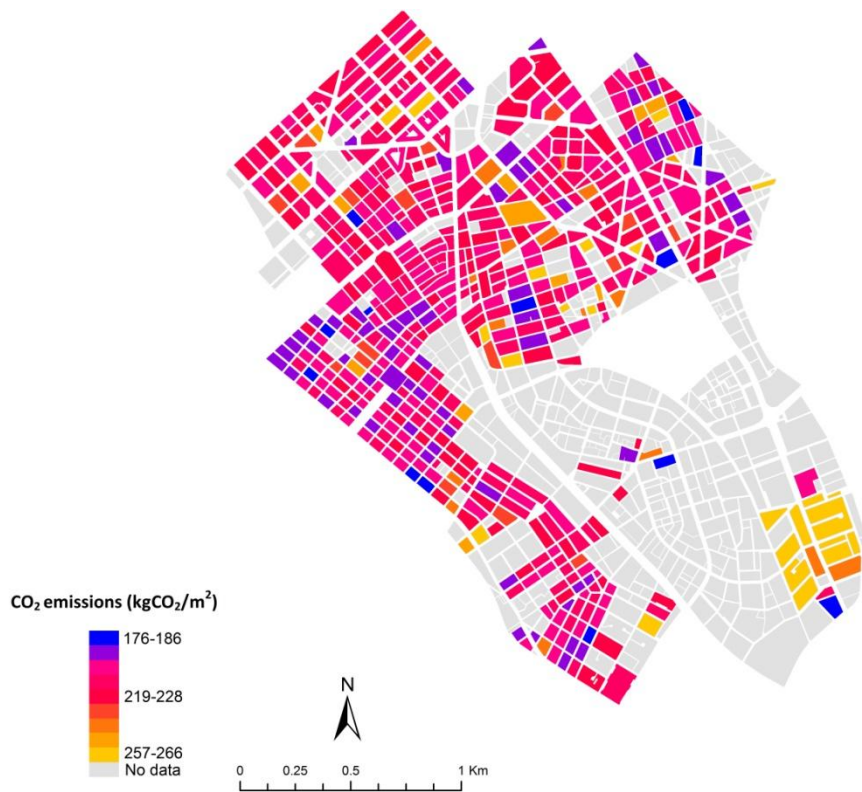 CO₂ emissions (kgCO₂/m²)
176-186
219-228
257-266
No data
N
0 0.25 0.5 1 Km